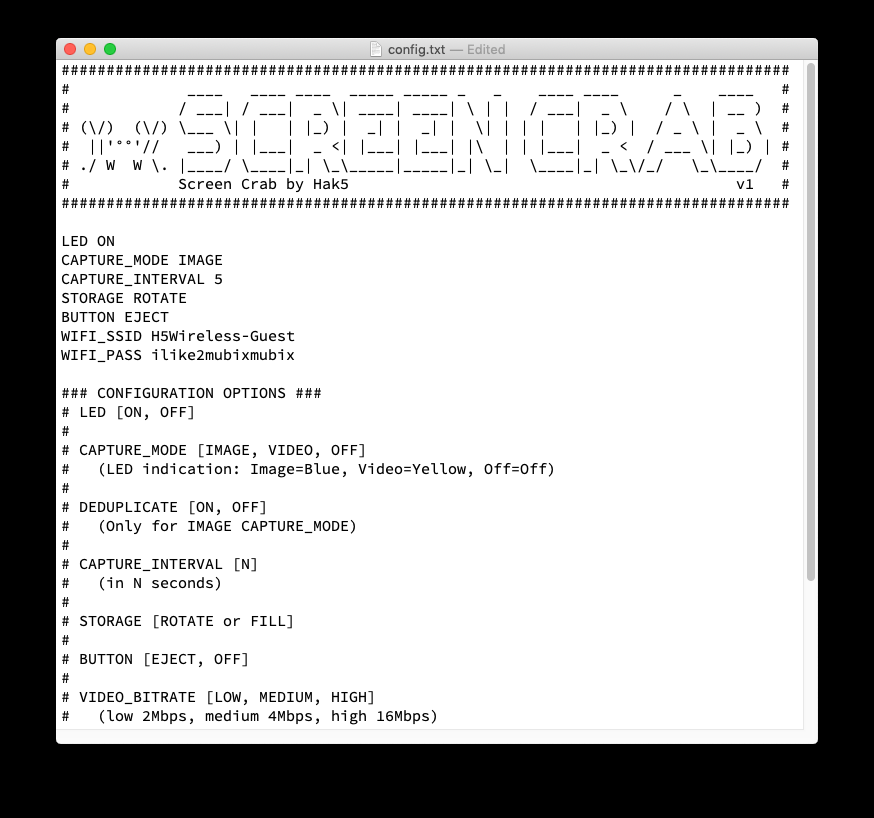 config.txt — Edited
################################################################################# 
#             ____   ____ ____  _____ _____ _   _    ____ ____      _    ____   #
#            / ___| / ___|  _ \| ____| ____| \ | |  / ___|  _ \    / \  | __ )  #
# (\/)  (\/) \___ \| |   | |_) |  _| |  _| |  \| | | |   | |_) |  / _ \ |  _ \  #
#  ||'°°'//   ___) | |___|  _ <| |___| |___| |\  | | |___|  _ <  / ___ \| |_) | #
# ./ W  W \. |____/ \____|_| \_\_____|_____|_| \_|  \____|_| \_\/_/   \_\____/  #
#            Screen Crab by Hak5                                           v1   #
#################################################################################
LED ON
CAPTURE_MODE IMAGE
CAPTURE_INTERVAL 5
STORAGE ROTATE
BUTTON EJECT
WIFI_SSID H5Wireless-Guest
WIFI_PASS ilike2mubixmubix
### CONFIGURATION OPTIONS ###
# LED [ON, OFF]
#
# CAPTURE_MODE [IMAGE, VIDEO, OFF]
#   (LED indication: Image=Blue, Video=Yellow, Off=Off)
#
# DEDUPLICATE [ON, OFF]
#   (Only for IMAGE CAPTURE_MODE)
#
# CAPTURE_INTERVAL [N]
#   (in N seconds)
#
# STORAGE [ROTATE or FILL]
#
# BUTTON [EJECT, OFF]
#
# VIDEO_BITRATE [LOW, MEDIUM, HIGH]
#   (low 2Mbps, medium 4Mbps, high 16Mbps)